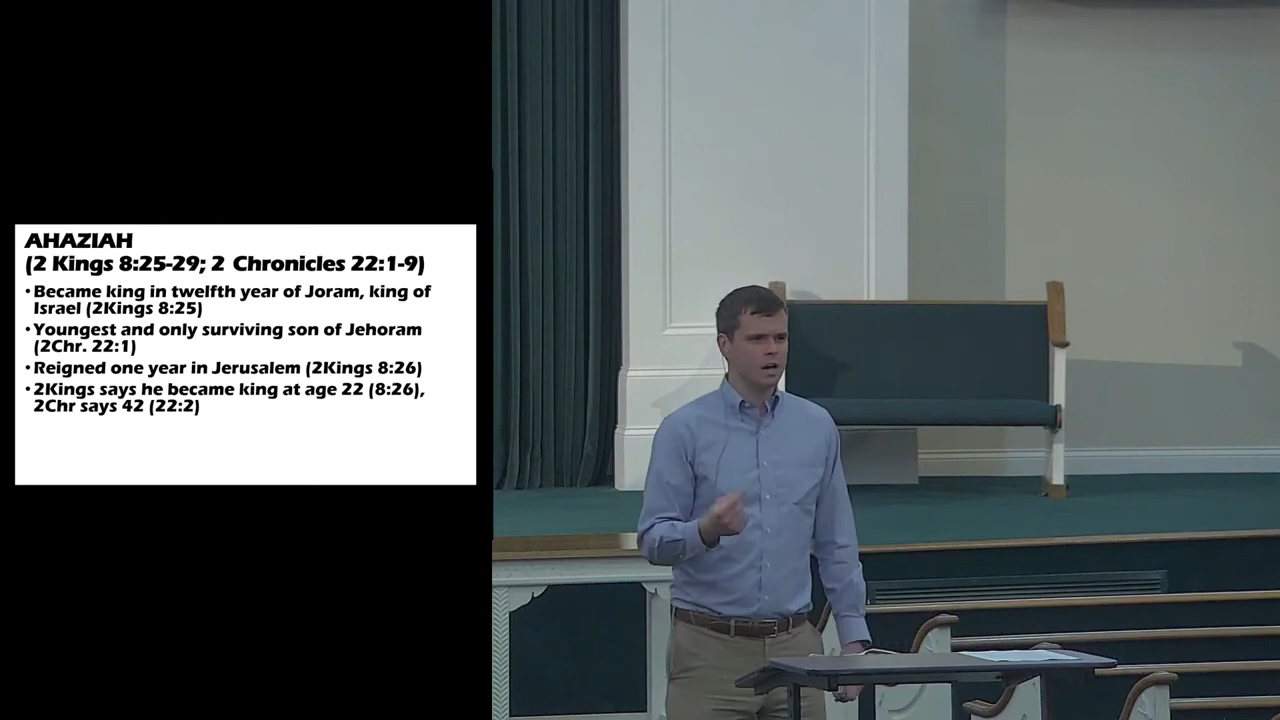 AHAZIAH
(2 Kings 8:25-29; 2 Chronicles 22:1-9)
• Became king in twelfth year of Joram, king of
Israel (2Kings 8:25)
• Youngest and only surviving son of Jehoram
(2Chr. 22:1)
• Reigned one year in Jerusalem (2Kings 8:26)
• 2Kings says he became king at age 22 (8:26),
2Chr says 42 (22:2)